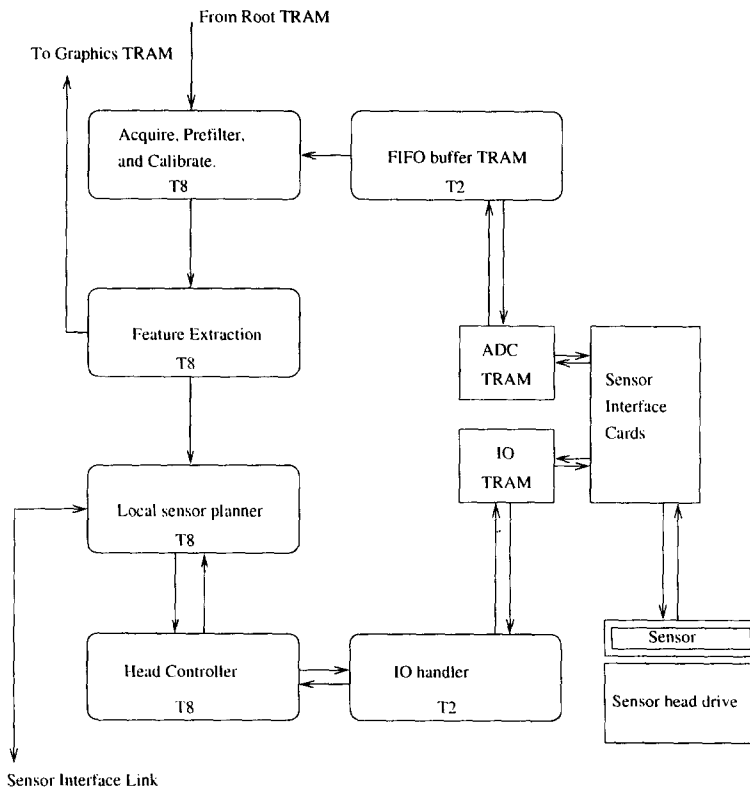 From Root TRAM
To Graphics TRAM
Acquire, Prefilter,
and Calibrate.
T8
FIFO buffer TRAM
T2
Feature Extraction
T8
ADC
TRAM
Sensor
Interface
Cards
IO
TRAM
Local sensor planner
T8
Head Controller
T8
IO handler
T2
Sensor
Sensor head drive
Sensor Interface Link